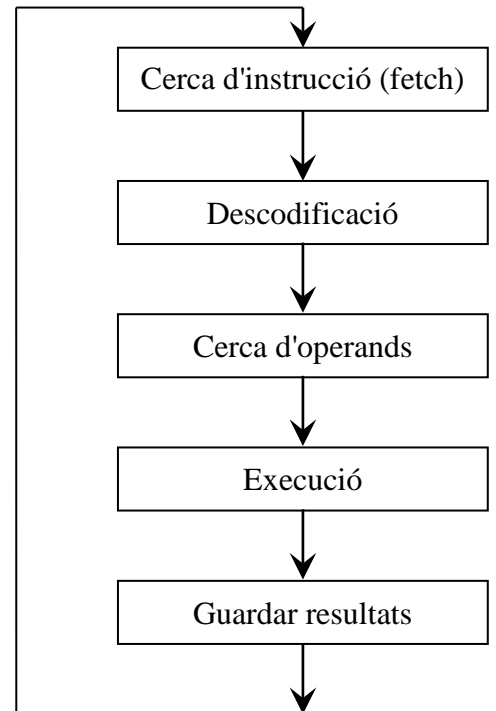 Cerca d'instrucció (fetch)
Descodificació
Cerca d'operands
Execució
Guardar resultats